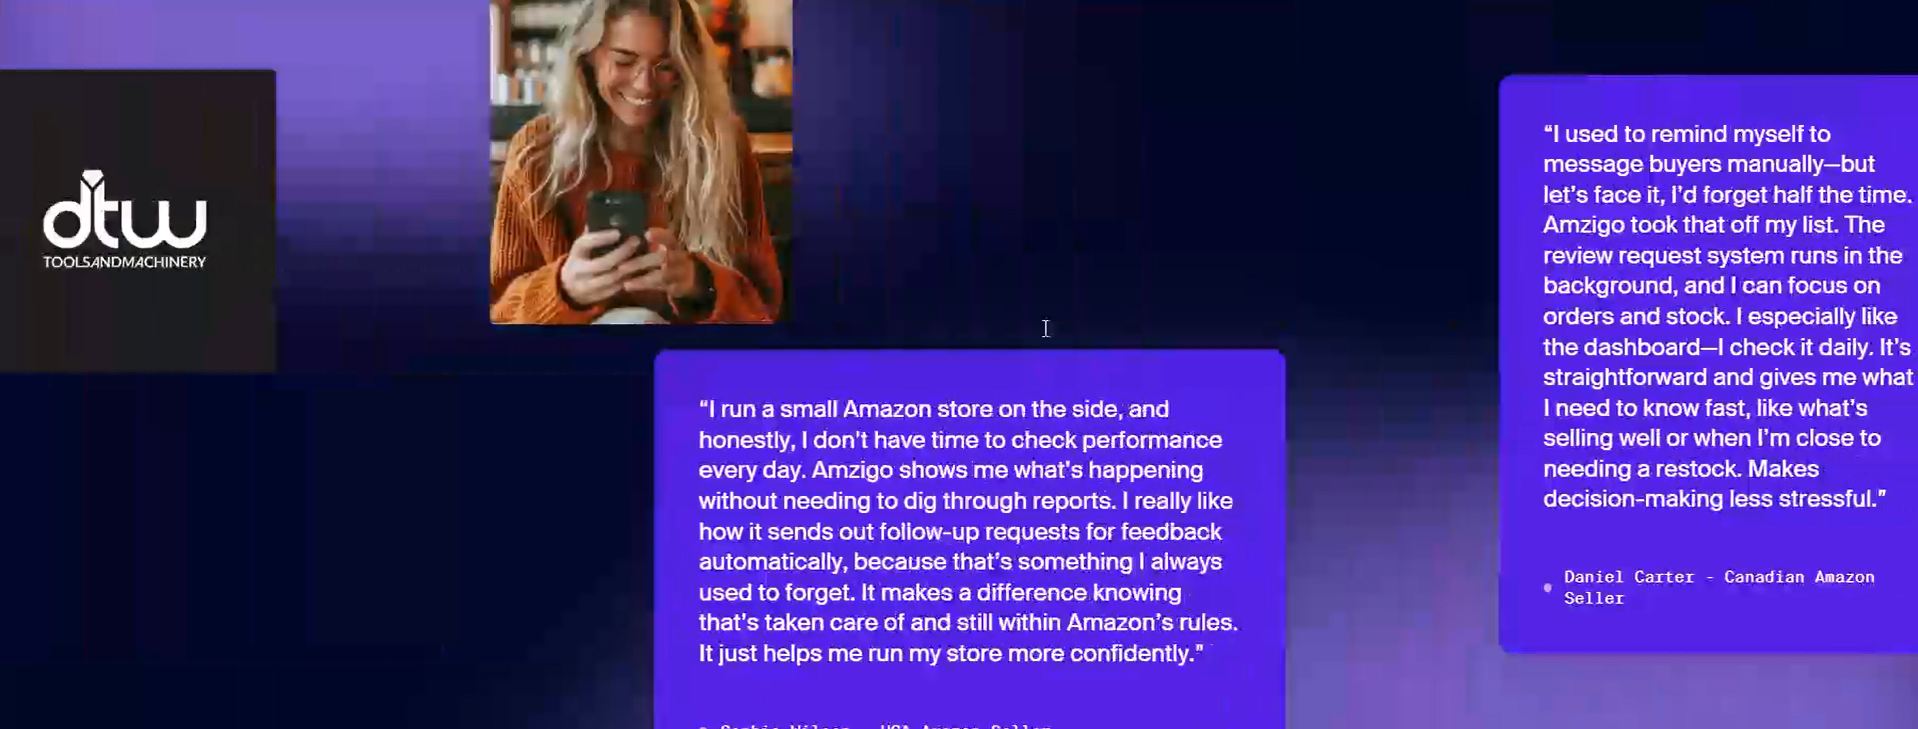 dtw
TOOLSANDMACHINERY
“I run a small Amazon store on the side, and
honestly, I don't have time to check performance
every day. Amzigo shows me what's happening
without needing to dig through reports. I really like
how it sends out follow-up requests for feedback
automatically, because that’s something I always
used to forget. It makes a difference knowing
that’s taken care of and still within Amazon’s rules.
It just helps me run my store more confidently.”
“I used to remind myself to
message buyers manually—but
let’s face it, I’d forget half the time.
Amzigo took that off my list. The
review request system runs in the
background, and I can focus on
orders and stock. I especially like
the dashboard—I check it daily. It’s
straightforward and gives me what
I need to know fast, like what’s
selling well or when I’m close to
needing a restock. Makes
decision-making less stressful.”
Daniel Carter - Canadian Amazon
Seller